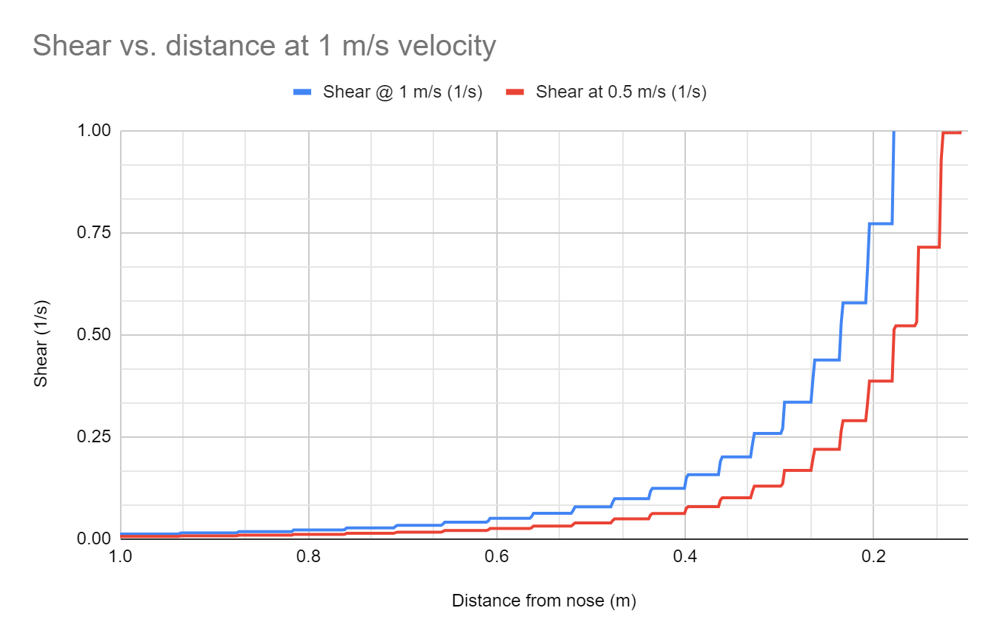 Shear vs. distance at 1 m/s velocity
Shear @ 1 m/s (1/s) Shear at 0.5 m/s (1/s)
1.00
0.75
0.50
0.25
0.00
Shear (1/s)
1.0 0.8 0.6 0.4 0.2
Distance from nose (m)